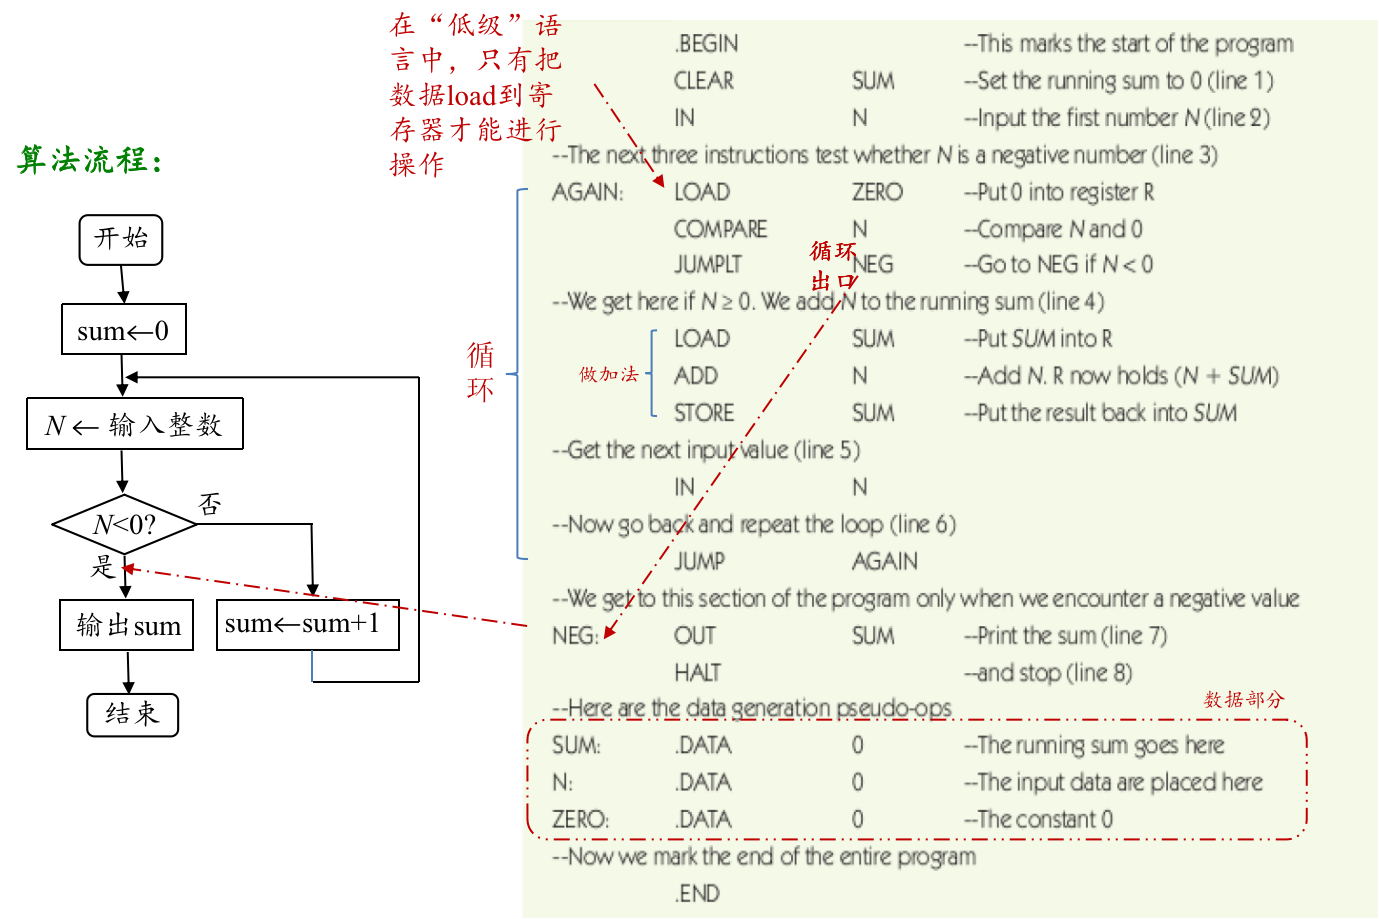 在“低级”语
言中，只有把
数据load到寄
存器才能进行
操作
算法流程：
开始
sum←0
N ← 输入整数
N<0?
否
是
输出sum
sum←sum+1
结束
循
环
.BEGIN --This marks the start of the program
CLEAR SUM --Set the running sum to 0 (line 1)
IN N --Input the first number N (line 2)
--The next three instructions test whether N is a negative number (line 3)
AGAIN: LOAD ZERO --Put 0 into register R
COMPARE N --Compare N and 0
循环
出口
JUMPLT NEG --Go to NEG if N < 0
--We get here if N ≥ 0. We add N to the running sum (line 4)
做加法
LOAD SUM --Put SUM into R
ADD N --Add N. R now holds (N + SUM)
STORE SUM --Put the result back into SUM
--Get the next input value (line 5)
IN N
--Now go back and repeat the loop (line 6)
JUMP AGAIN
--We get to this section of the program only when we encounter a negative value
NEG: OUT SUM --Print the sum (line 7)
HALT --and stop (line 8)
--Here are the data generation pseudo-ops
数据部分
SUM: .DATA 0 --The running sum goes here
N: .DATA 0 --The input data are placed here
ZERO: .DATA 0 --The constant 0
--Now we mark the end of the entire program
.END